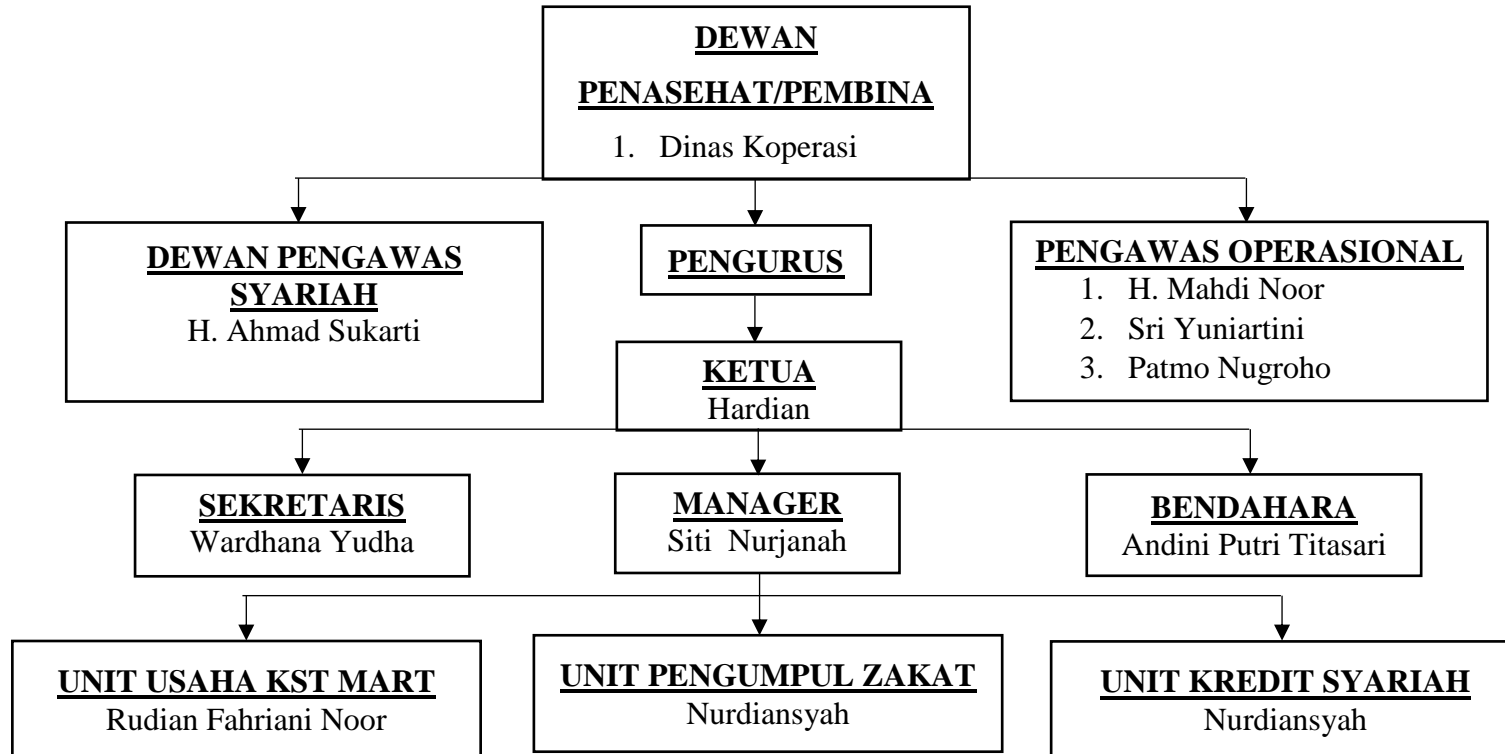 DEWAN
PENASEHAT/PEMBINA
1. Dinas Koperasi
DEWAN PENGAWAS
SYARIAH
H. Ahmad Sukarti
PENGURUS
PENGAWAS OPERASIONAL
1. H. Mahdi Noor
2. Sri Yuniartini
3. Patmo Nugroho
KETUA
Hardian
SEKRETARIS
Wardhana Yudha
MANAGER
Siti Nurjanah
BENDAHARA
Andini Putri Titasari
UNIT USAHA KST MART
Rudian Fahriani Noor
UNIT PENGUMPUL ZAKAT
Nurdiansyah
UNIT KREDIT SYARIAH
Nurdiansyah